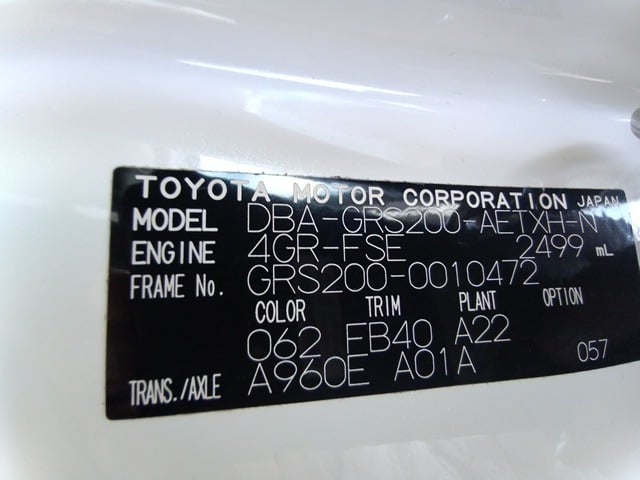 TOYOTA MOTOR CORPORATION JAPAN
MODEL DBA-GRS200-AETXH-N
ENGINE 4GR-FSE 2499 mL
FRAME No. GRS200-0010472
COLOR TRIM PLANT OPTION
062 FB40 A22
TRANS./AXLE A960E A01A 057